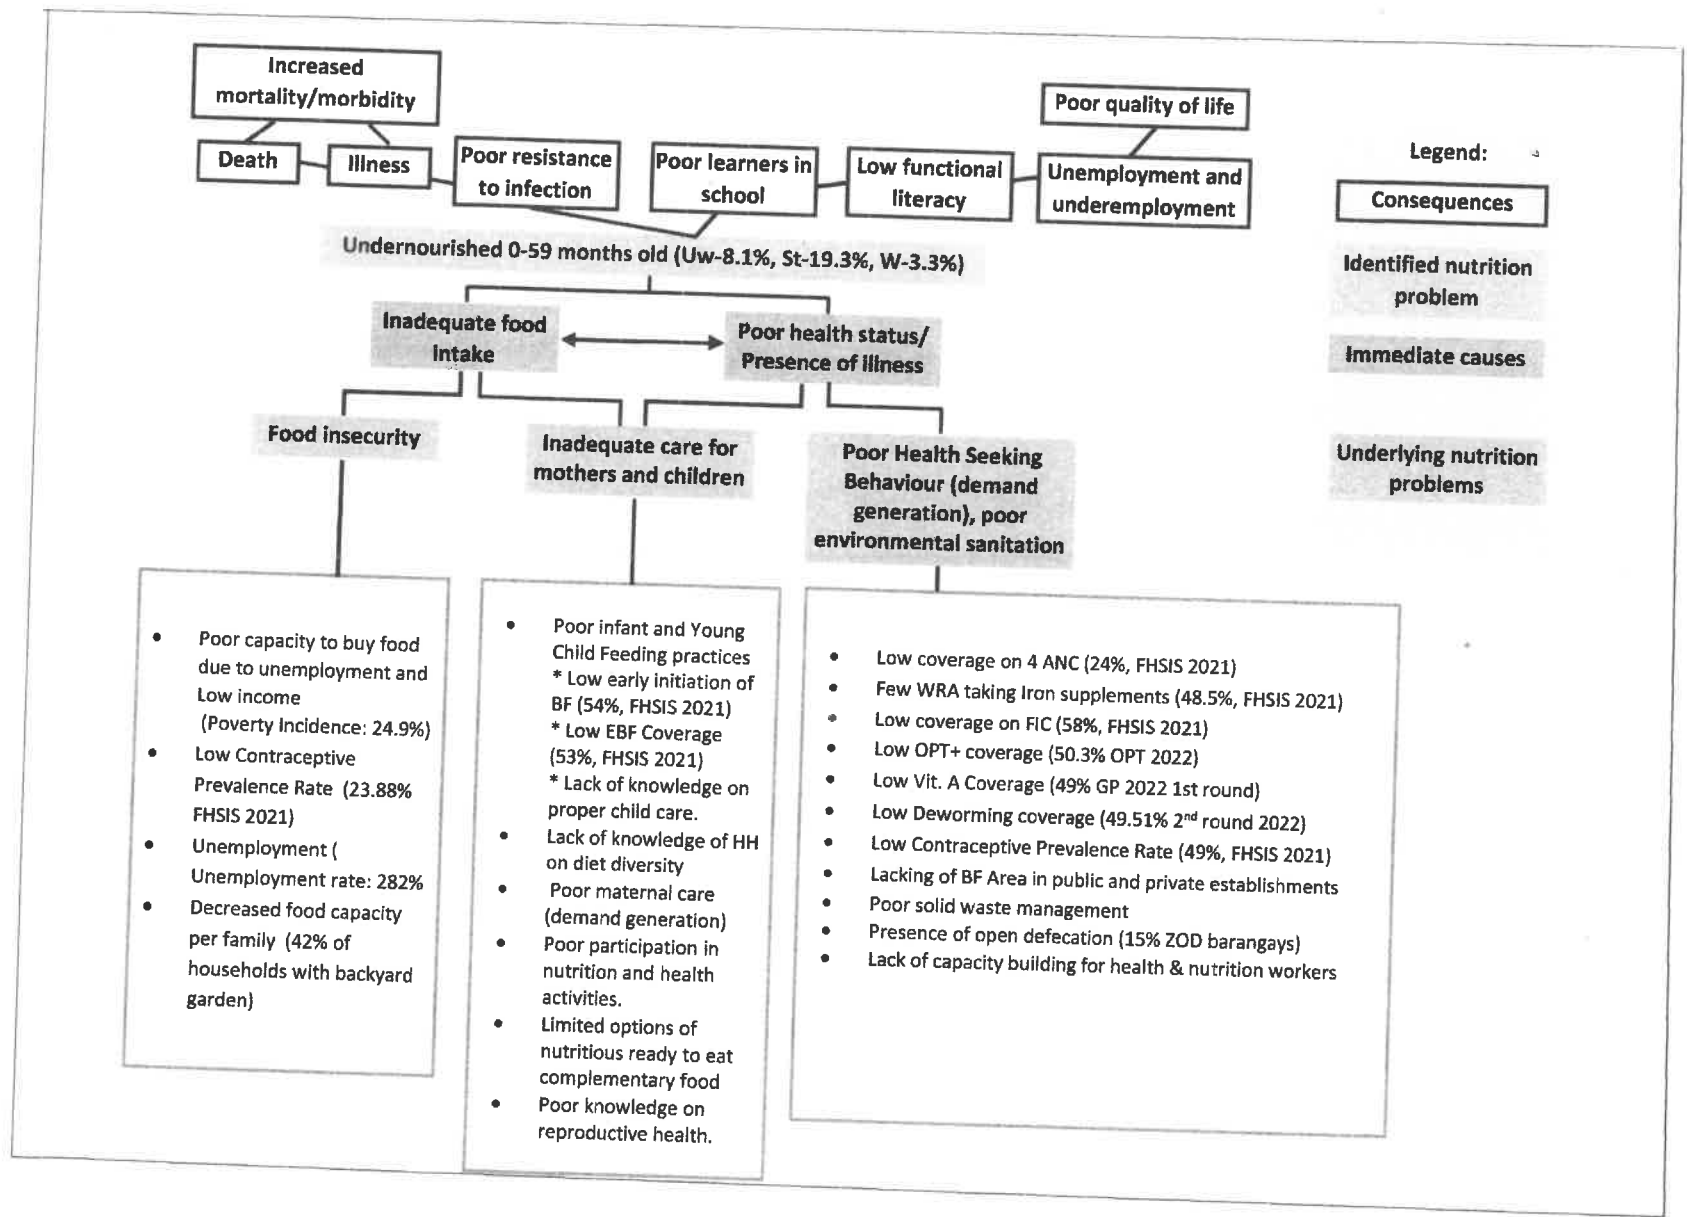 Increased
mortality/morbidity
Death
Illness
Poor resistance
to infection
Poor learners in
school
Low functional
literacy
Poor quality of life
Unemployment and
underemployment
Undernourished 0-59 months old (Uw-8.1%, St-19.3%, W-3.3%)
Inadequate food
Intake
Poor health status/
Presence of illness
Food insecurity
Inadequate care for
mothers and children
Poor Health Seeking
Behaviour (demand
generation), poor
environmental sanitation
Legend:
Consequences
Identified nutrition
problem
Immediate causes
Underlying nutrition
problems
• Poor capacity to buy food
due to unemployment and
Low income
(Poverty Incidence: 24.9%)
• Low Contraceptive
Prevalence Rate (23.88%
FHSIS 2021)
• Unemployment (
Unemployment rate: 282%
• Decreased food capacity
per family (42% of
households with backyard
garden)
• Poor infant and Young
Child Feeding practices
* Low early initiation of
BF (54%, FHSIS 2021)
* Low EBF Coverage
(53%, FHSIS 2021)
* Lack of knowledge on
proper child care.
• Lack of knowledge of HH
on diet diversity
• Poor maternal care
(demand generation)
• Poor participation in
nutrition and health
activities.
• Limited options of
nutritious ready to eat
complementary food
• Poor knowledge on
reproductive health.
• Low coverage on 4 ANC (24%, FHSIS 2021)
• Few WRA taking Iron supplements (48.5%, FHSIS 2021)
• Low coverage on FIC (58%, FHSIS 2021)
• Low OPT+ coverage (50.3% OPT 2022)
• Low Vit. A Coverage (49% GP 2022 1st round)
• Low Deworming coverage (49.51% 2nd round 2022)
• Low Contraceptive Prevalence Rate (49%, FHSIS 2021)
• Lacking of BF Area in public and private establishments
• Poor solid waste management
• Presence of open defecation (15% ZOD barangays)
• Lack of capacity building for health & nutrition workers